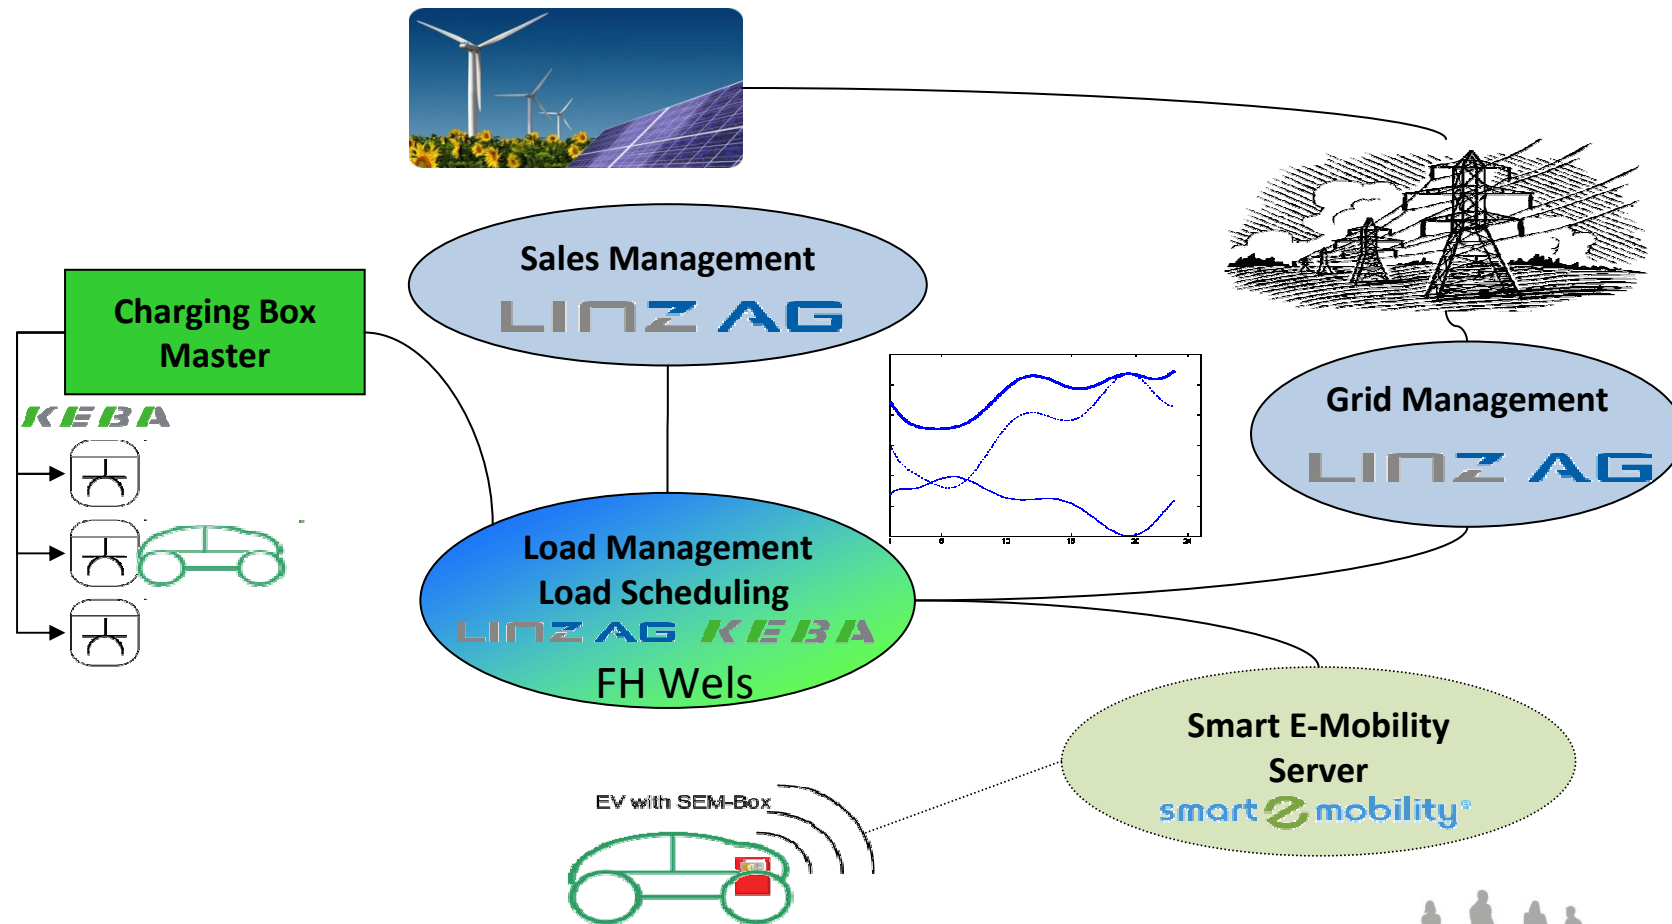 Sales Management
LINZ AG
Charging Box
Master
KEBA
Grid Management
LINZ AG
Load Management
Load Scheduling
LINZ AG KEBA
FH Wels
Smart E-Mobility
Server
smart e mobility®
EV with SEM-Box